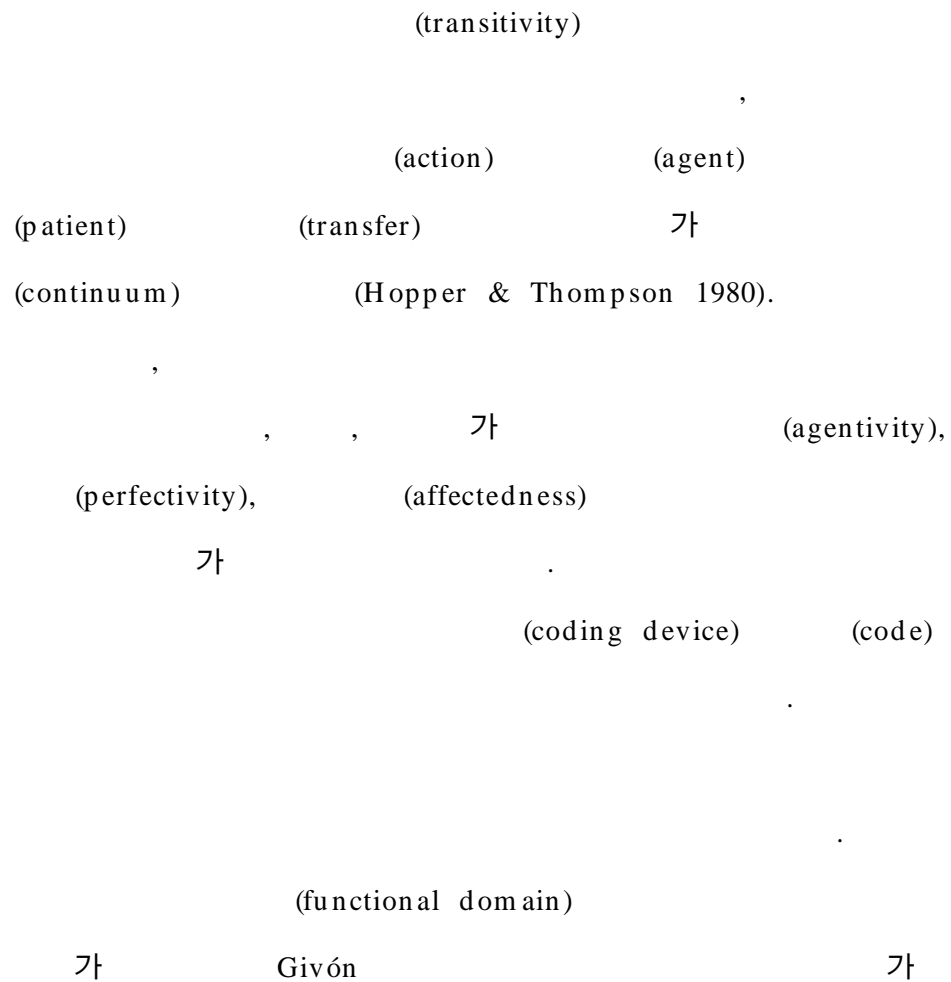 (transitivity)
,
(action) (agent)
(patient) (transfer) 가
(continuum) (Hopper & Thompson 1980).
,
, , 가 (agentivity),
(perfectivity), (affectedness)
가 .
(coding device) (code)
.
.
(functional domain)
가 Givón 가